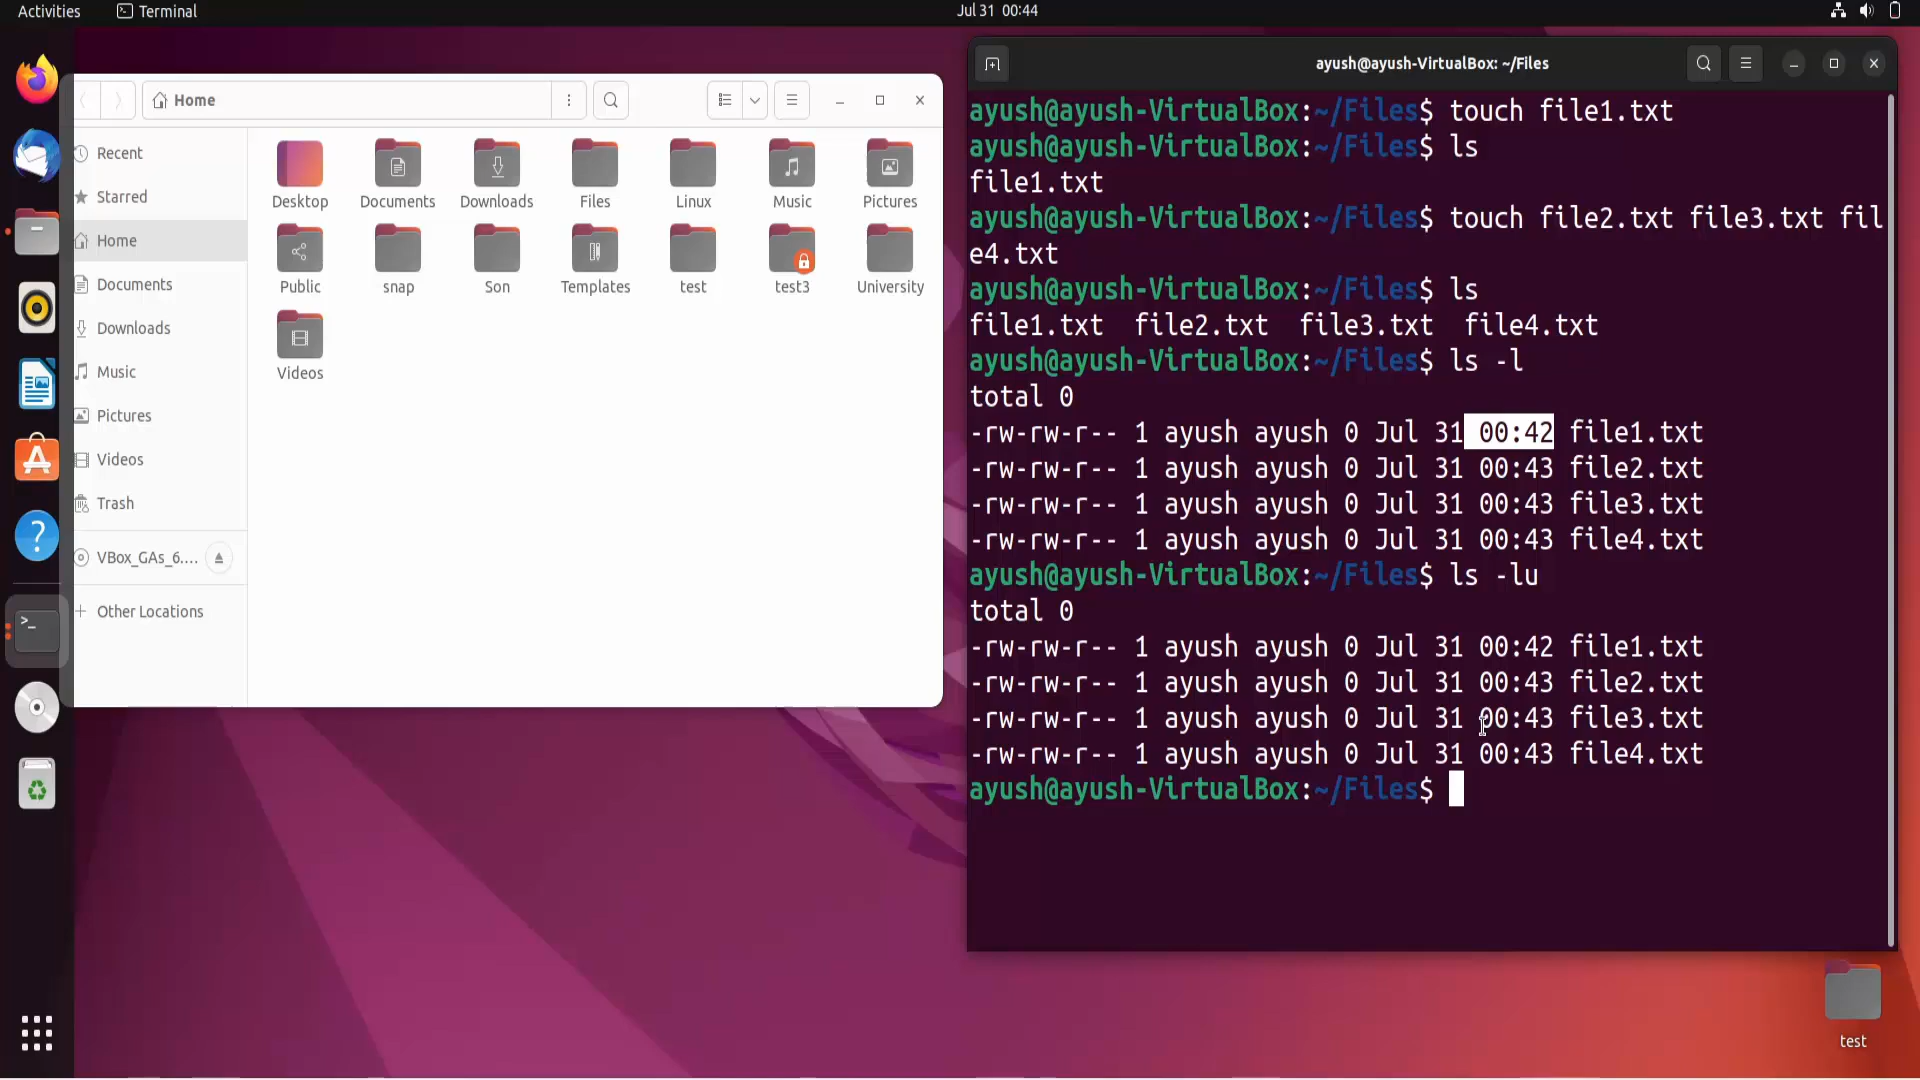 Activities
Terminal
Jul 31 00:44
Home
Recent
Starred
Home
Documents
Downloads
Music
Pictures
Videos
Trash
VBox_GAs_6....
Other Locations
Desktop
Documents
Downloads
Files
Linux
Music
Pictures
Public
snap
Son
Templates
test
test3
University
Videos
ayush@ayush-VirtualBox: ~/Files
ayush@ayush-VirtualBox:~/Files$ touch file1.txt
ayush@ayush-VirtualBox:~/Files$ ls
file1.txt
ayush@ayush-VirtualBox:~/Files$ touch file2.txt file3.txt fil
e4.txt
ayush@ayush-VirtualBox:~/Files$ ls
file1.txt file2.txt file3.txt file4.txt
ayush@ayush-VirtualBox:~/Files$ ls -l
total 0
-rw-rw-r-- 1 ayush ayush 0 Jul 31 00:42 file1.txt
-rw-rw-r-- 1 ayush ayush 0 Jul 31 00:43 file2.txt
-rw-rw-r-- 1 ayush ayush 0 Jul 31 00:43 file3.txt
-rw-rw-r-- 1 ayush ayush 0 Jul 31 00:43 file4.txt
ayush@ayush-VirtualBox:~/Files$ ls -lu
total 0
-rw-rw-r-- 1 ayush ayush 0 Jul 31 00:42 file1.txt
-rw-rw-r-- 1 ayush ayush 0 Jul 31 00:43 file2.txt
-rw-rw-r-- 1 ayush ayush 0 Jul 31 00:43 file3.txt
-rw-rw-r-- 1 ayush ayush 0 Jul 31 00:43 file4.txt
ayush@ayush-VirtualBox:~/Files$
test